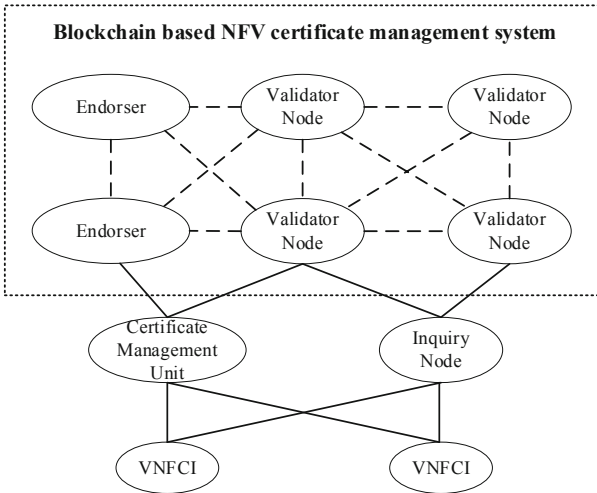 Blockchain based NFV certificate management system
Endorser
Validator
Node
Validator
Node
Endorser
Validator
Node
Validator
Node
Certificate
Management
Unit
Inquiry
Node
VNFCI
VNFCI